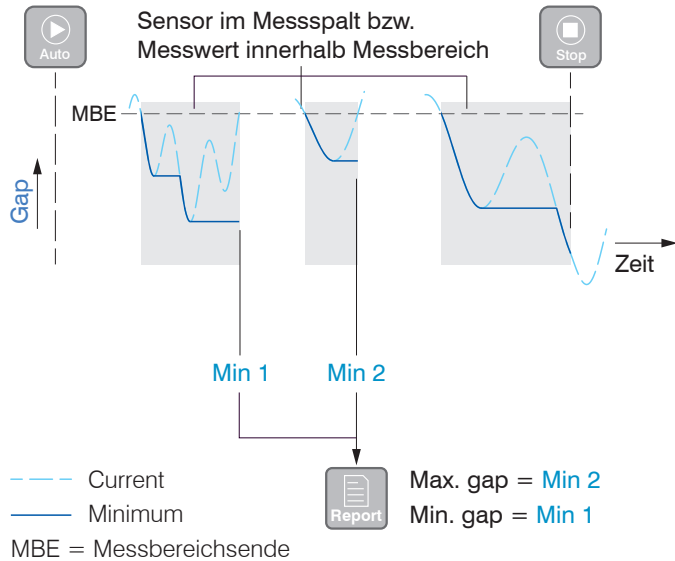 Auto
Sensor im Messspalt bzw.
Messwert innerhalb Messbereich
Stop
MBE
Gap
Zeit
Min 1
Min 2
Current
Minimum
MBE = Messbereichsende
Report
Max. gap = Min 2
Min. gap = Min 1